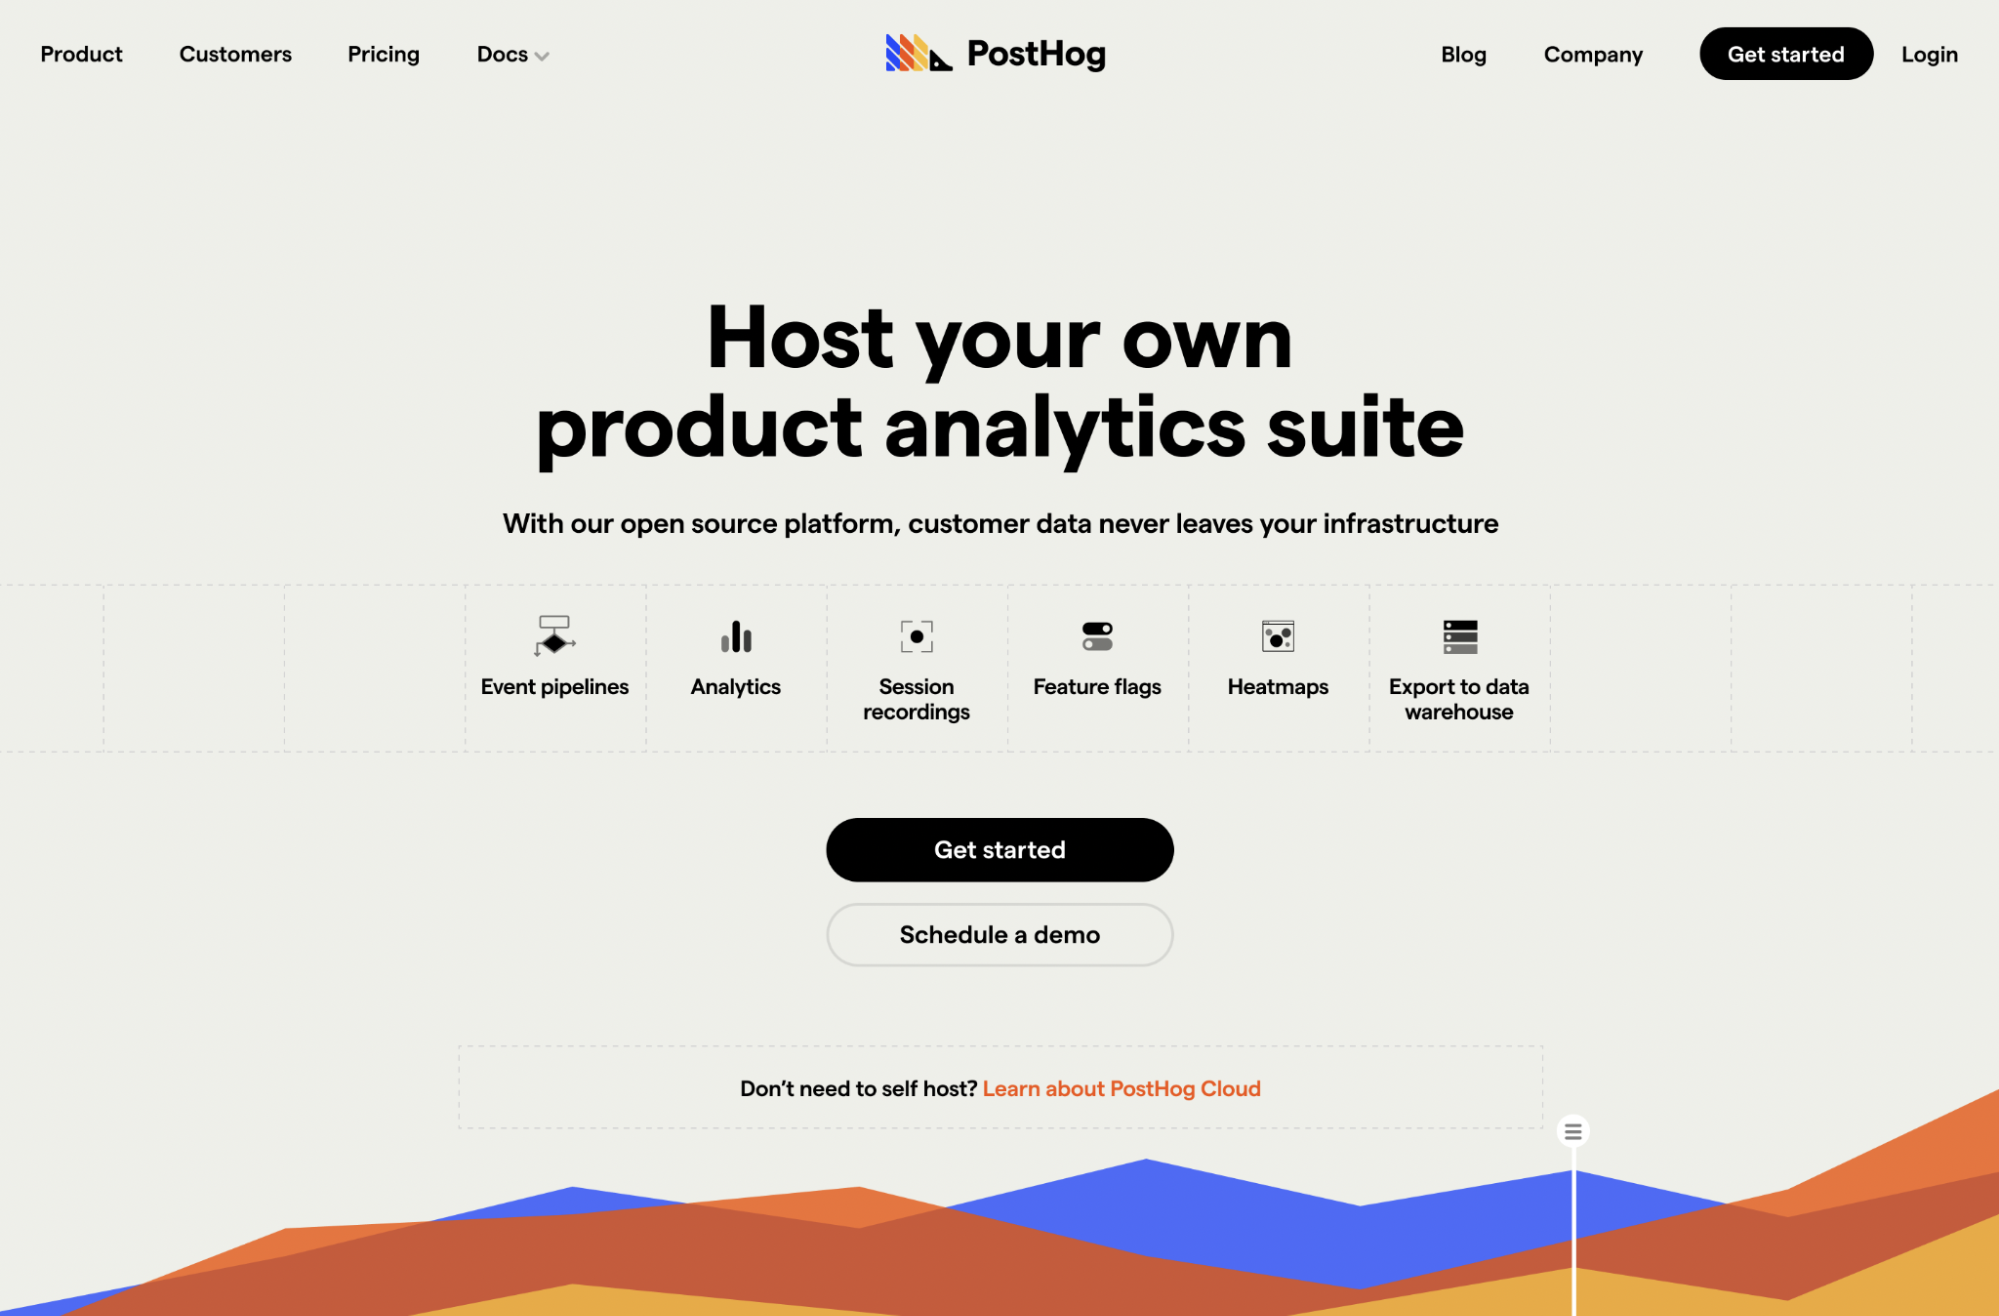 Product Customers Pricing Docs PostHog Blog Company Get started Login
Host your own
product analytics suite
With our open source platform, customer data never leaves your infrastructure
Event pipelines
Analytics
Session
recordings
Feature flags
Heatmaps
Export to data
warehouse
Get started
Schedule a demo
Don’t need to self host? Learn about PostHog Cloud